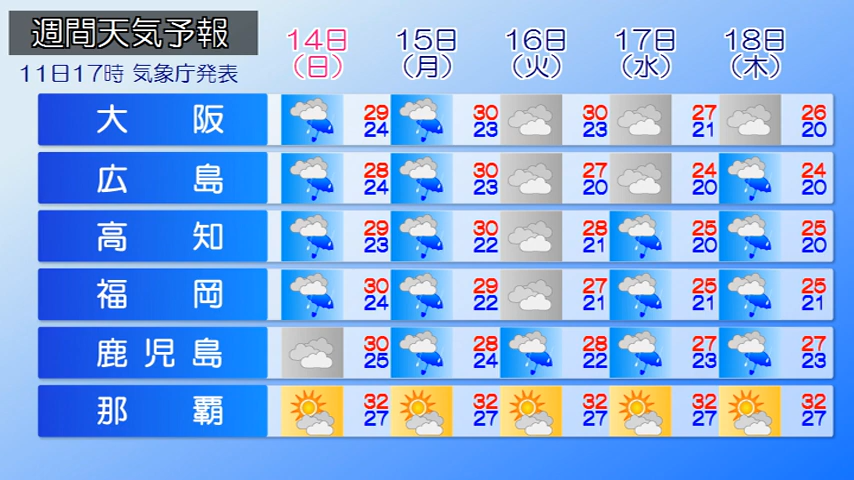 週間天気予報
11日17時 気象庁発表
14日 15日 16日 17日 18日
(日) (月) (火) (水) (木)
大阪 29 24 30 23 30 23 27 21 26 20
広島 28 24 30 23 27 20 24 20 24 20
高知 29 23 30 22 28 21 25 20 25 20
福岡 30 24 29 22 27 21 25 21 25 21
鹿児島 30 25 28 24 28 22 27 23 27 23
那覇 32 27 32 27 32 27 32 27 32 27